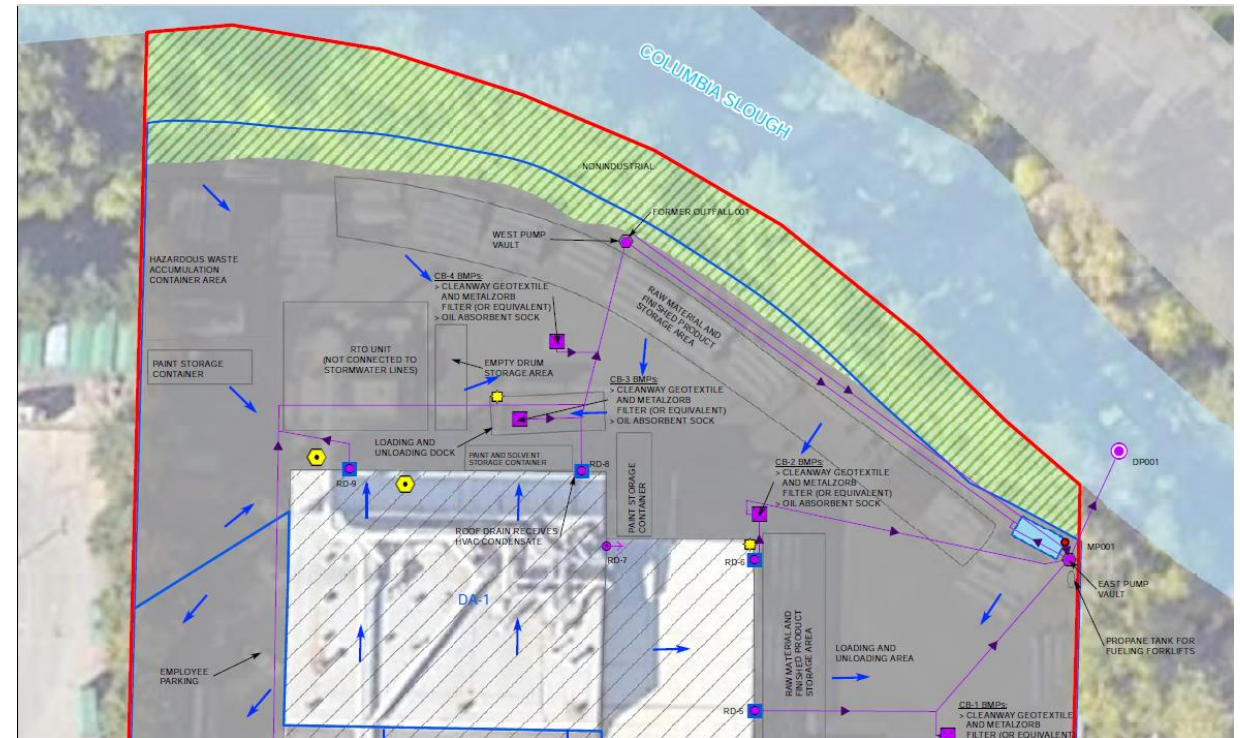 COLUMBIA SLOUGH
NONINDUSTRIAL
FORMER OUTFALL 001
WEST PUMP
VAULT
HAZARDOUS WASTE
ACCUMULATION
CONTAINER AREA
CB-4 BMPs:
> CLEANWAY GEOTEXTILE
AND METALZORB
FILTER (OR EQUIVALENT)
> OIL ABSORBENT SOCK
RAW MATERIAL AND
FINISHED PRODUCT
STORAGE AREA
PAINT STORAGE
CONTAINER
RTO UNIT
(NOT CONNECTED TO
STORMWATER LINES)
EMPTY DRUM
STORAGE AREA
CB-3 BMPs:
> CLEANWAY GEOTEXTILE
AND METALZORB
FILTER (OR EQUIVALENT)
> OIL ABSORBENT SOCK
LOADING AND
UNLOADING DOCK
PAINT AND SOLVENT
STORAGE CONTAINER
RD-9
RD-8
PAINT STORAGE
CONTAINER
CB-2 BMPs:
> CLEANWAY GEOTEXTILE
AND METALZORB
FILTER (OR EQUIVALENT)
> OIL ABSORBENT SOCK
DP001
ROOF DRAIN RECEIVES
HVAC CONDENSATE
RD-7
RD-6
MP001
EAST PUMP
VAULT
DA-1
RAW MATERIAL AND
FINISHED PRODUCT
STORAGE AREA
LOADING AND
UNLOADING AREA
PROPANE TANK FOR
FUELING FORKLIFTS
EMPLOYEE
PARKING
RD-5
CB-1 BMPs:
> CLEANWAY GEOTEXTILE
AND METALZORB
FILTER (OR EQUIVALENT)